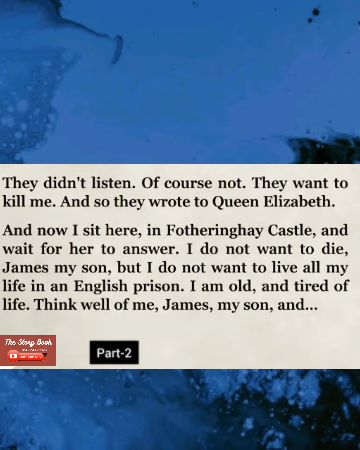 They didn't listen. Of course not. They want to
kill me. And so they wrote to Queen Elizabeth.
And now I sit here, in Fotheringhay Castle, and
wait for her to answer. I do not want to die,
James my son, but I do not want to live all my
life in an English prison. I am old, and tired of
life. Think well of me, James, my son, and...
The Story Book
Part-2